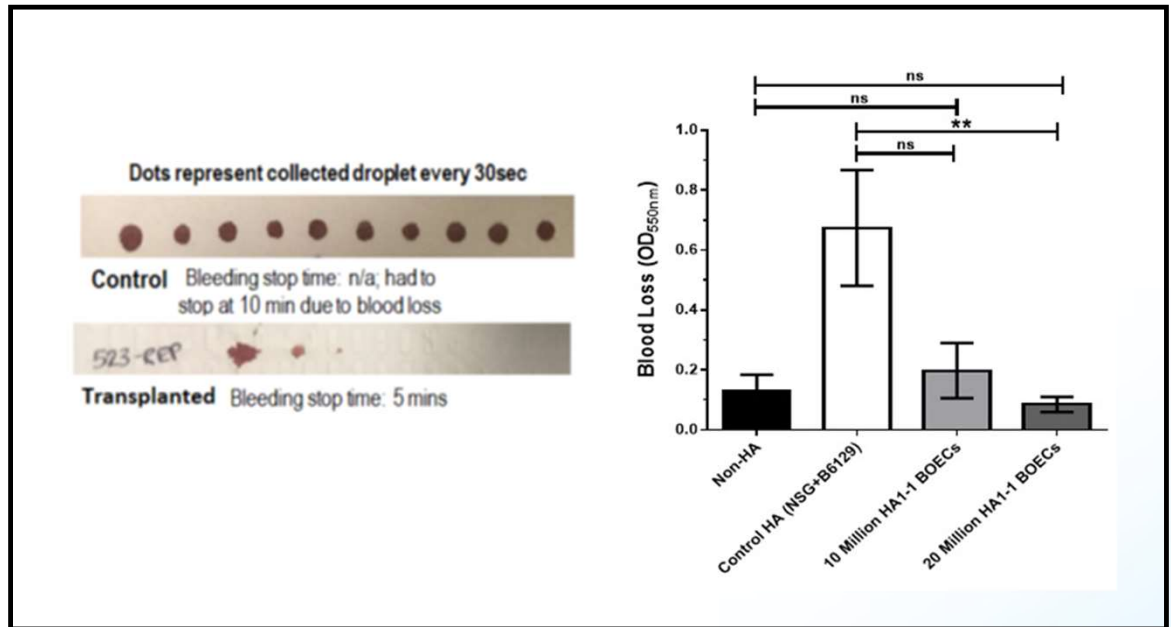 Dots represent collected droplet every 30sec
Control Bleeding stop time: n/a; had to
stop at 10 min due to blood loss
523-REP
Transplanted Bleeding stop time: 5 mins
ns
ns
**
ns
1.0
0.8
0.6
0.4
0.2
0.0
Blood Loss (OD550nm)
Non-HA
Control HA (NSG+B6129)
10 Million HA1-1 BOECs
20 Million HA1-1 BOECs